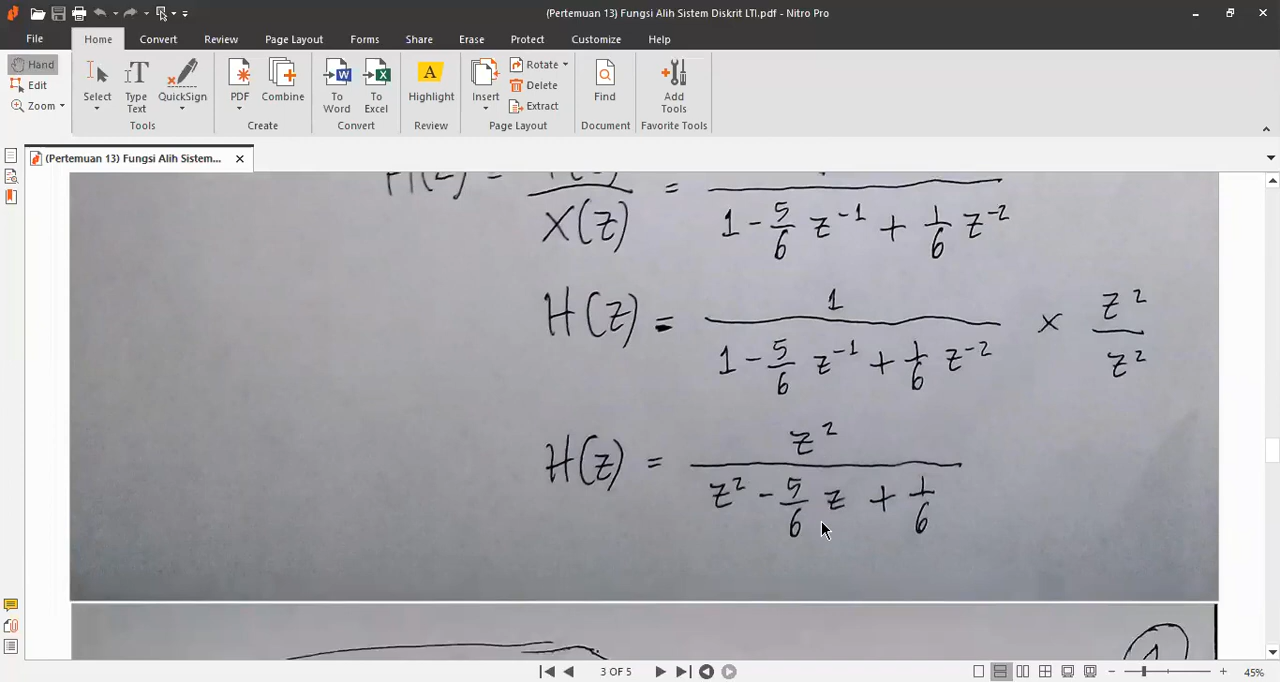 (Pertemuan 13) Fungsi Alih Sistem Diskrit LTI.pdf - Nitro Pro
File Home Convert Review Page Layout Forms Share Erase Protect Customize Help
Hand
Edit
Zoom
Select
Type Text
QuickSign
Tools
PDF
Combine
Create
To Word
To Excel
Convert
Highlight
Review
Insert
Rotate
Delete
Extract
Page Layout
Find
Document
Add Tools
Favorite Tools
(Pertemuan 13) Fungsi Alih Sistem...
X(z) = 1 - 5/6 z^-1 + 1/6 z^-2
H(z) = 1 / (1 - 5/6 z^-1 + 1/6 z^-2) × z^2/z^2
H(z) = z^2 / (z^2 - 5/6 z + 1/6)
3 OF 5
45%